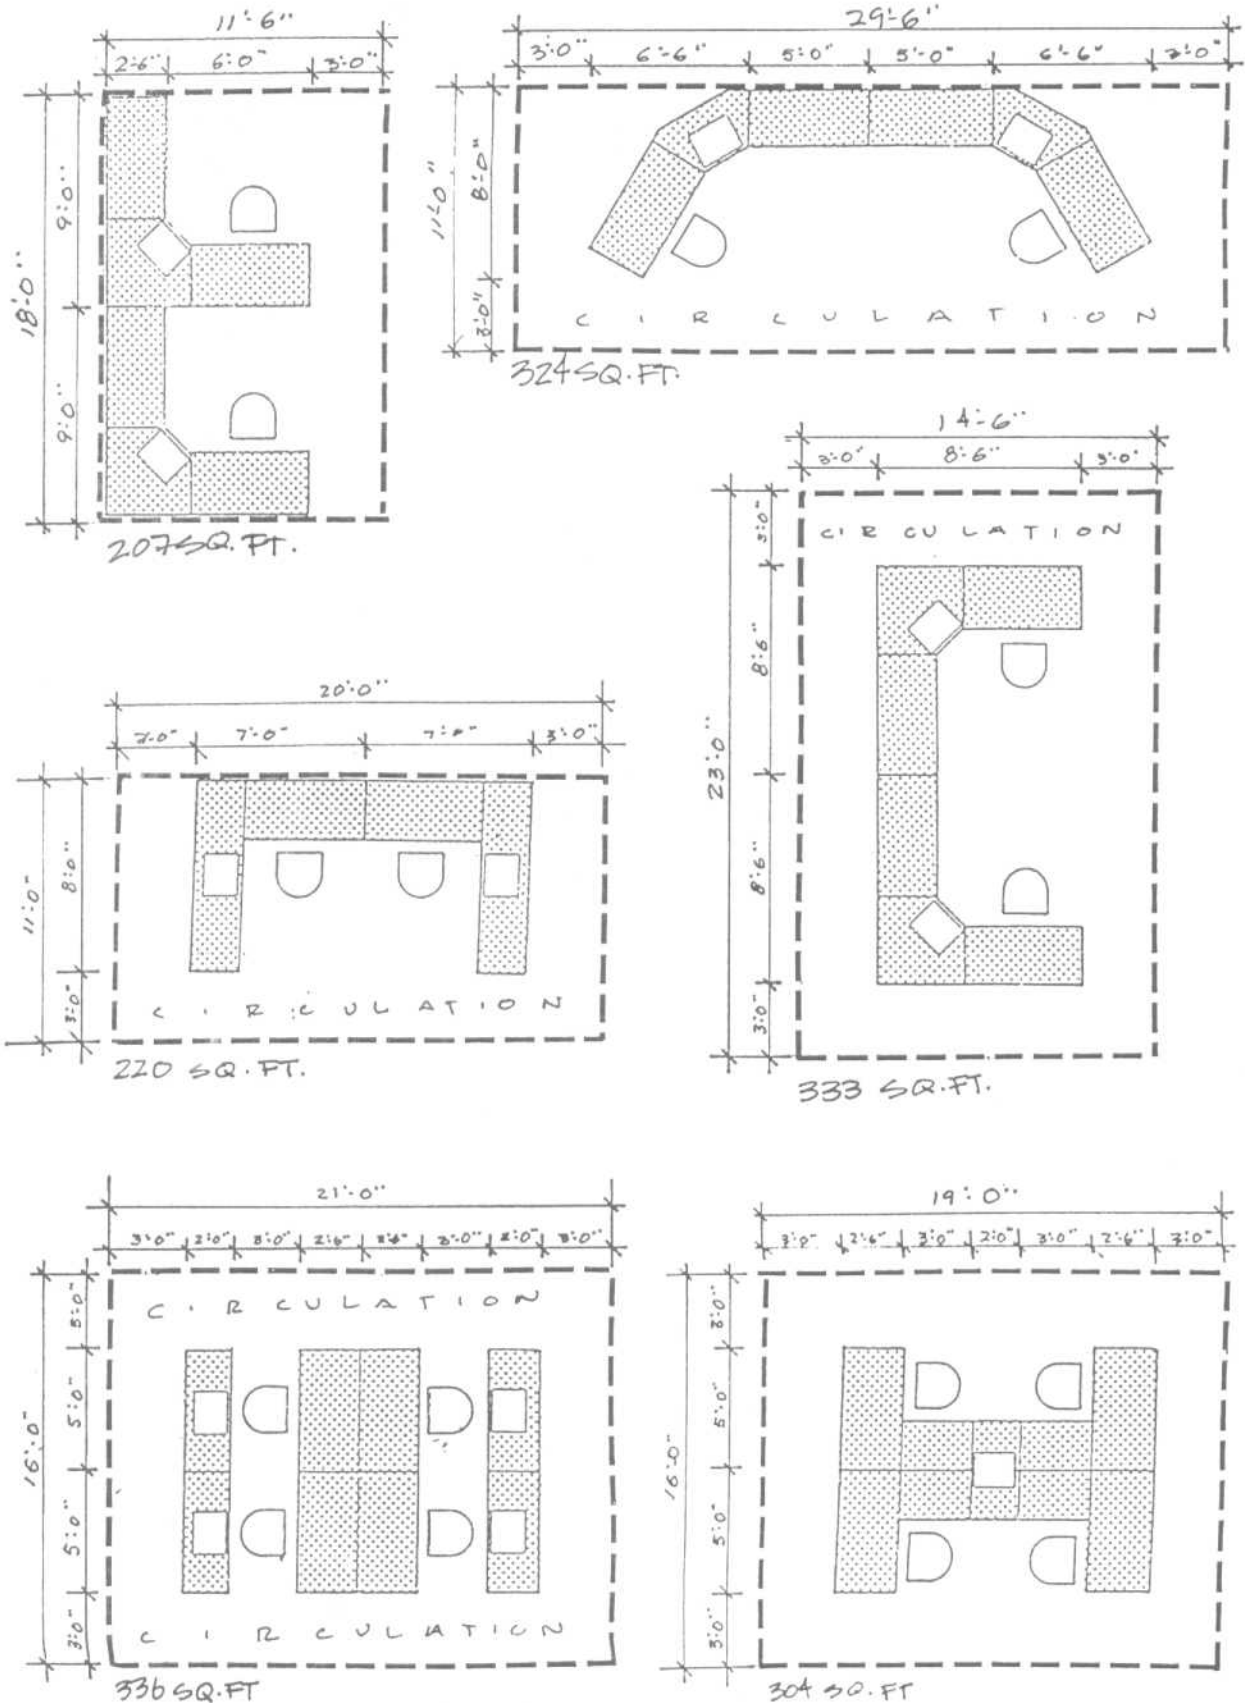 11'-6"
2'-6" 6'-0" 3'-0"
18'-0"
9'-0"
9'-0"
207 SQ. FT.
29'-6"
3'-0" 6'-6" 5'-0" 5'-0" 6'-6" 3'-0"
11'-0"
8'-0"
3'-0"
CIRCULATION
324 SQ. FT.
14'-6"
3'-0" 8'-6" 3'-0"
23'-0"
3'-0"
8'-6"
8'-6"
3'-0"
CIRCULATION
333 SQ. FT.
20'-0"
3'-0" 7'-0" 7'-0" 3'-0"
11'-0"
8'-0"
3'-0"
CIRCULATION
220 SQ. FT.
21'-0"
3'-0" 2'-0" 3'-0" 2'-6" 2'-6" 3'-0" 2'-0" 3'-0"
16'-0"
3'-0"
5'-0"
5'-0"
3'-0"
CIRCULATION
CIRCULATION
336 SQ. FT
19'-0"
3'-0" 2'-6" 3'-0" 2'-0" 3'-0" 2'-6" 3'-0"
16'-0"
3'-0"
5'-0"
5'-0"
3'-0"
304 SQ. FT